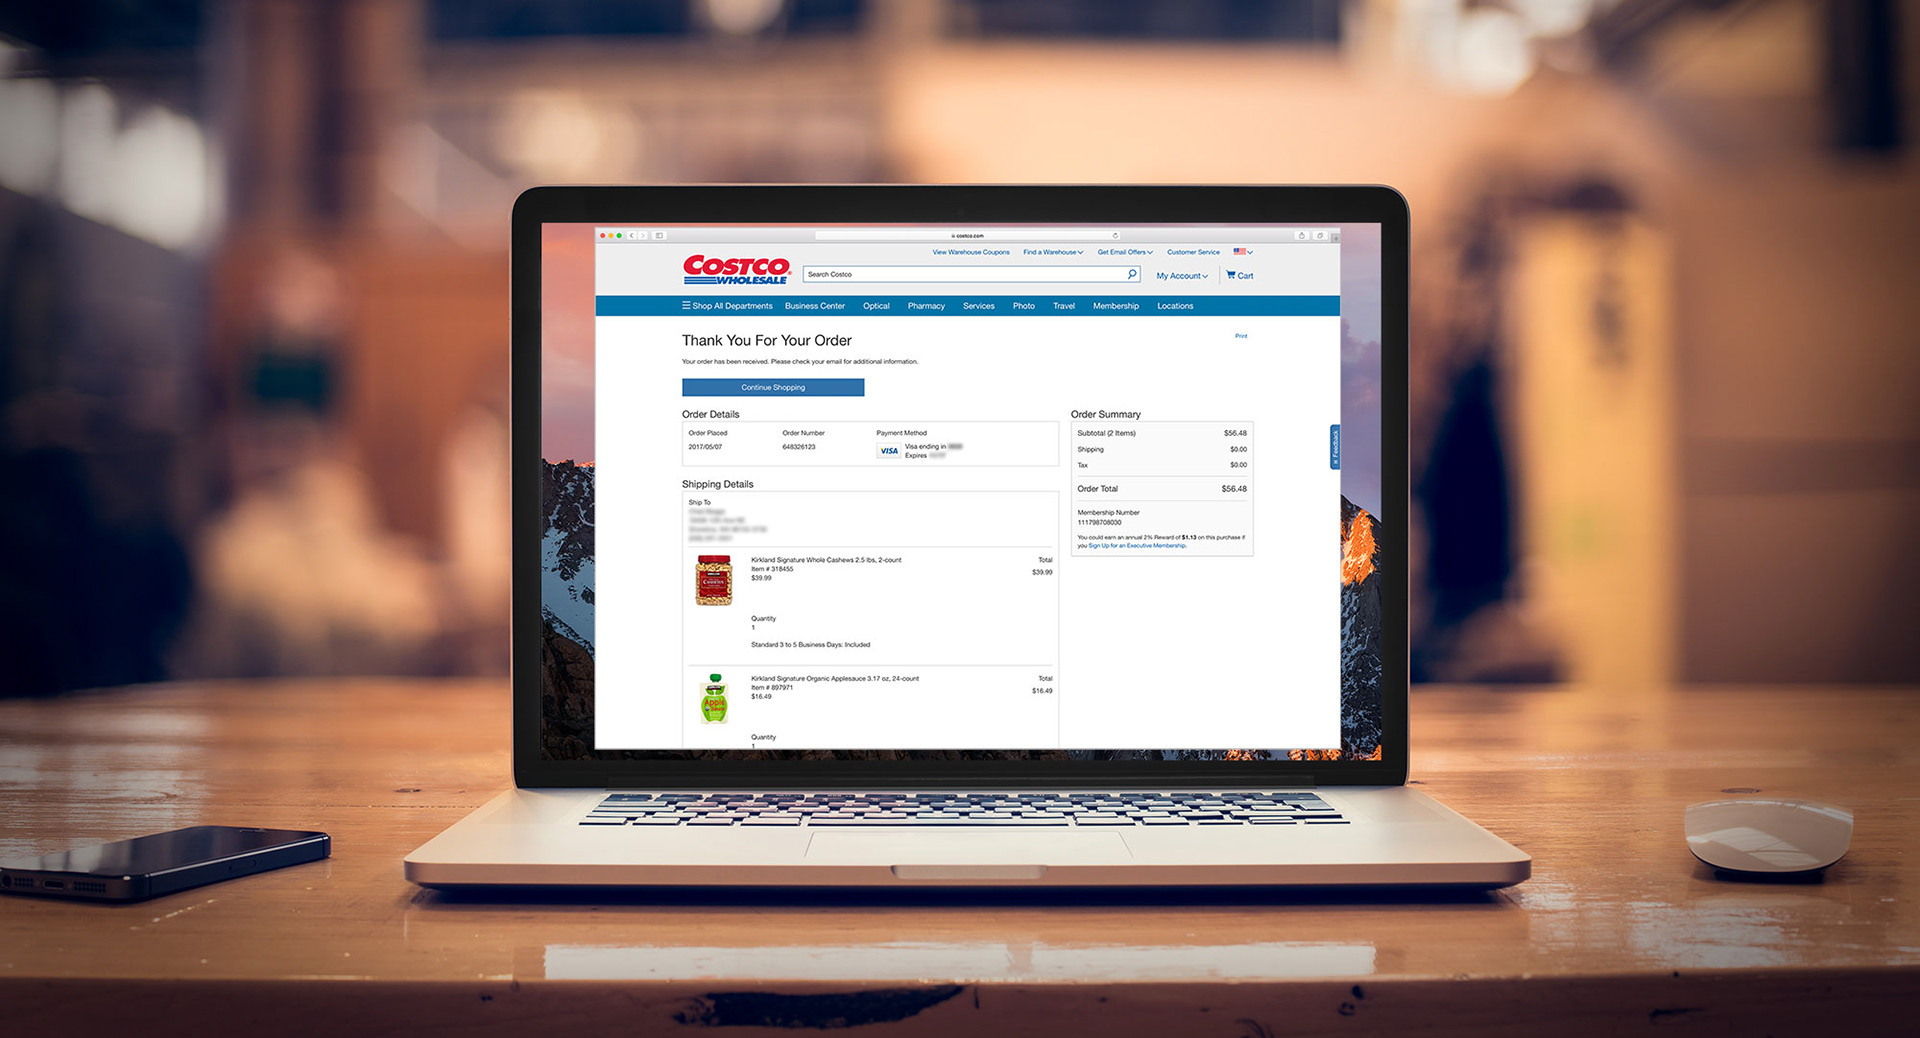 costco.com
View Warehouse Coupons Find a Warehouse Get Email Offers Customer Service
COSTCO
WHOLESALE
Search Costco
My Account Cart
Shop All Departments Business Center Optical Pharmacy Services Photo Travel Membership Locations
Thank You For Your Order
Print
Your order has been received. Please check your email for additional information.
Continue Shopping
Order Details
Order Placed Order Number Payment Method
2017/05/07 648326123 VISA Visa ending in
Expires
Order Summary
Subtotal (2 Items) $56.48
Shipping $0.00
Tax $0.00
Order Total $56.48
Membership Number
111798708030
You could earn an annual 2% Reward of $1.13 on this purchase if
you Sign Up for an Executive Membership.
Feedback
Shipping Details
Ship To
Kirkland Signature Whole Cashews 2.5 lbs, 2-count Total
Item # 318455
$39.99 $39.99
Quantity
1
Standard 3 to 5 Business Days: Included
Kirkland Signature Organic Applesauce 3.17 oz, 24-count Total
Item # 897971
$16.49 $16.49
Apple
Sauce
Quantity
1